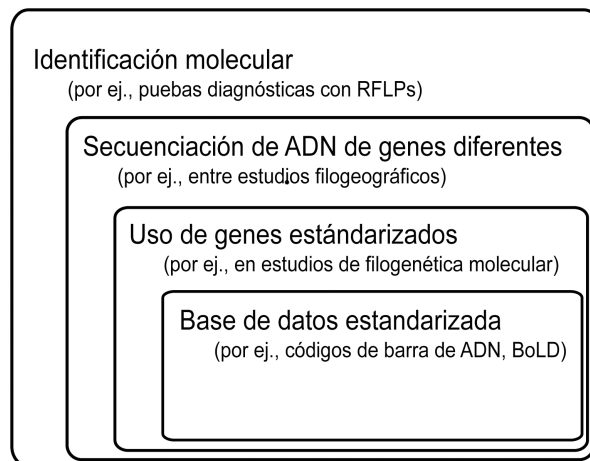 Identificación molecular
(por ej., puebas diagnósticas con RFLPs)
Secuenciación de ADN de genes diferentes
(por ej., entre estudios filogeográficos)
Uso de genes estándarizados
(por ej., en estudios de filogenética molecular)
Base de datos estandarizada
(por ej., códigos de barra de ADN, BoLD)